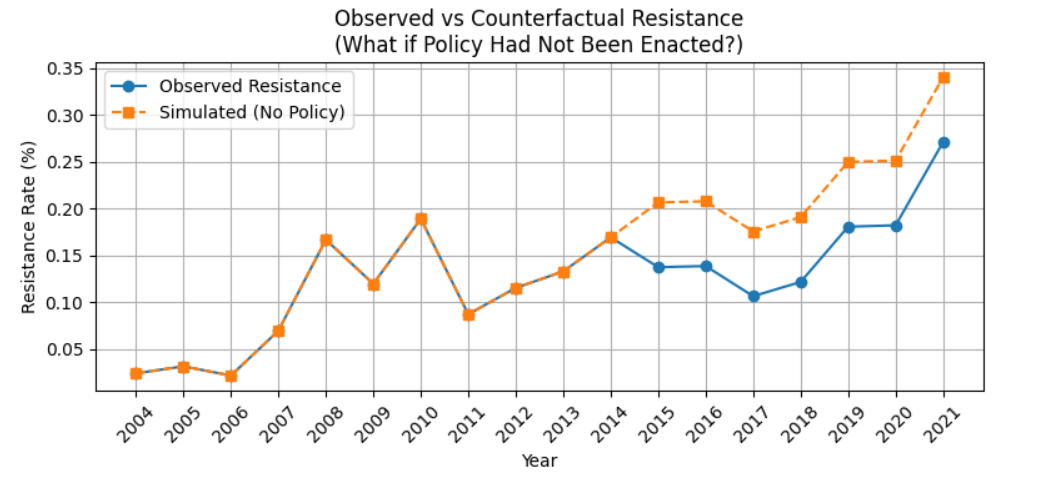 Observed vs Counterfactual Resistance
(What if Policy Had Not Been Enacted?)
Observed Resistance
Simulated (No Policy)
Resistance Rate (%)
0.35
0.30
0.25
0.20
0.15
0.10
0.05
2004 2005 2006 2007 2008 2009 2010 2011 2012 2013 2014 2015 2016 2017 2018 2019 2020 2021
Year